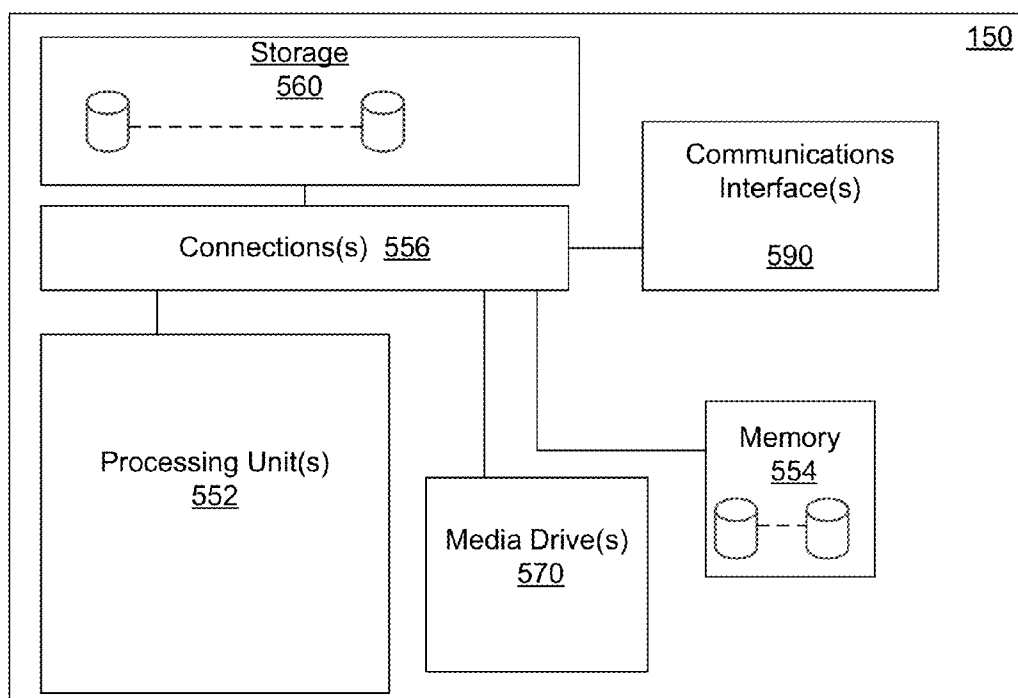 150
Storage
560
Communications
Interface(s)
590
Connections(s) 556
Processing Unit(s)
552
Media Drive(s)
570
Memory
554